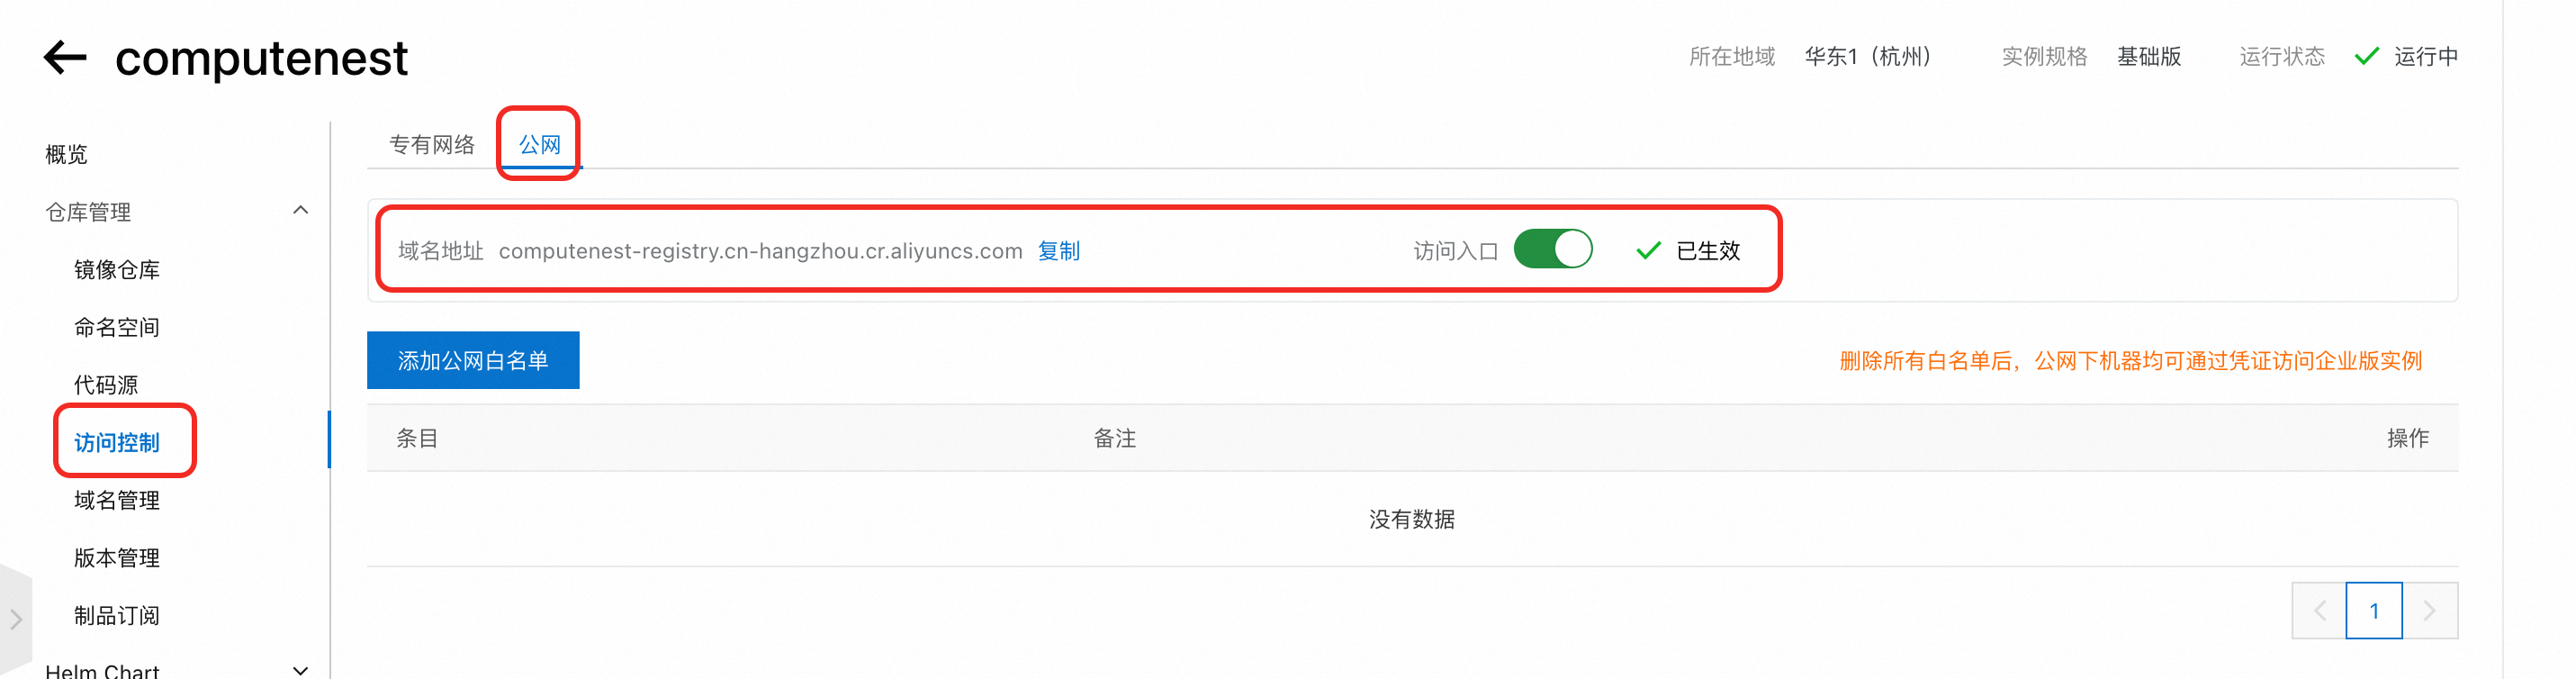 computenest
所在地域 华东1（杭州） 实例规格 基础版 运行状态 运行中
概览
仓库管理
镜像仓库
命名空间
代码源
访问控制
域名管理
版本管理
制品订阅
Helm Chart
专有网络 公网
域名地址 computenest-registry.cn-hangzhou.cr.aliyuncs.com 复制 访问入口 已生效
添加公网白名单 删除所有白名单后，公网下机器均可通过凭证访问企业版实例
条目 备注 操作
没有数据
1